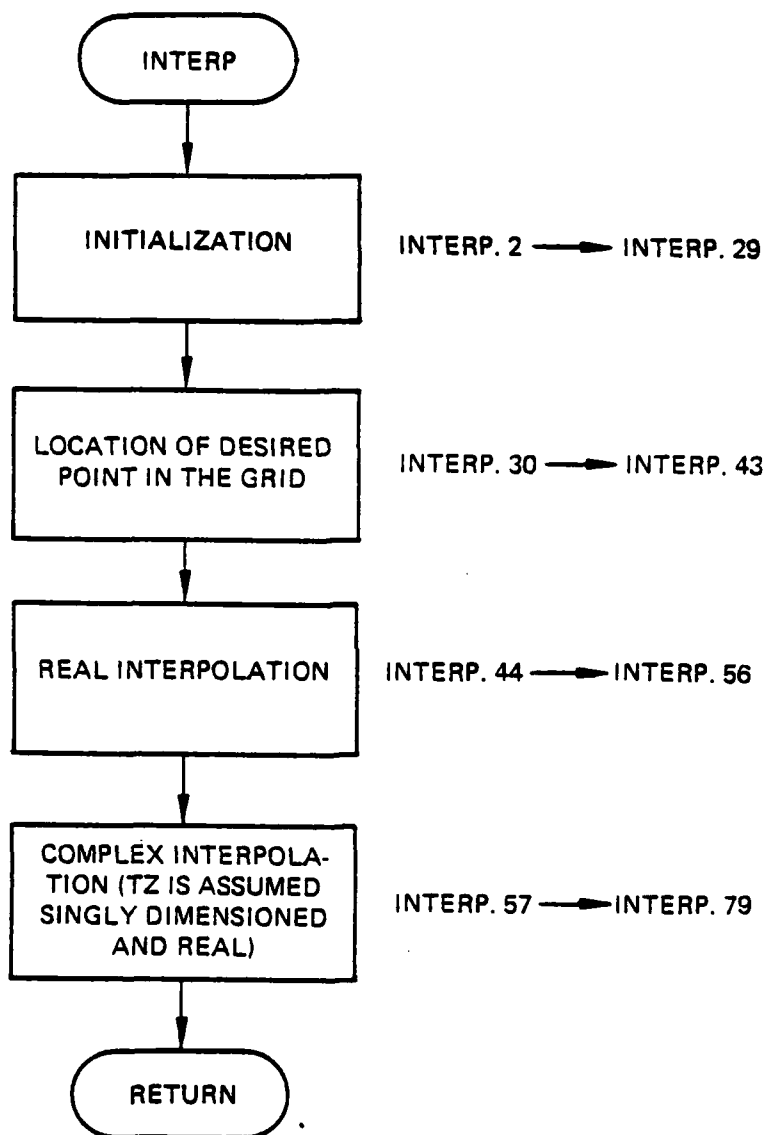 INTERP
INITIALIZATION
INTERP. 2 → INTERP. 29
LOCATION OF DESIRED
POINT IN THE GRID
INTERP. 30 → INTERP. 43
REAL INTERPOLATION
INTERP. 44 → INTERP. 56
COMPLEX INTERPOLA-
TION (TZ IS ASSUMED
SINGLY DIMENSIONED
AND REAL)
INTERP. 57 → INTERP. 79
RETURN